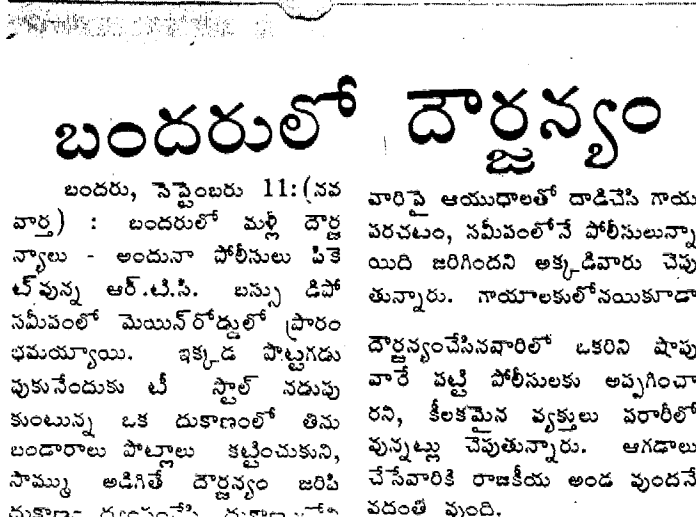 బందరులో దౌర్జన్యం
బందరు, సెప్టెంబరు 11: (నవ
వార్త) : బందరులో మళ్లీ దౌర్జ
న్యాలు - అందునా పోలీసులు పికె
ట్‌వున్న ఆర్.టి.సి. బస్సు డిపో
సమీపంలో మెయిన్‌రోడ్డులో ప్రారం
భమయ్యాయి. ఇక్కడ పొట్టగడు
పుకునేందుకు టీ స్టాల్ నడుపు
కుంటున్న ఒక దుకాణంలో తిను
బండారాలు పొట్లాలు కట్టించుకుని,
సొమ్ము అడిగితే దౌర్జన్యం జరిపి
వారిపై ఆయుధాలతో దాడిచేసి గాయ
పరచటం, సమీపంలోనే పోలీసులున్నా
యిది జరిగిందని అక్కడివారు చెపు
తున్నారు. గాయాలకులోనయికూడా
దౌర్జన్యంచేసినవారిలో ఒకరిని షాపు
వారే పట్టి పోలీసులకు అప్పగించా
రని, కీలకమైన వ్యక్తులు పరారీలో
వున్నట్లు చెపుతున్నారు. ఆగడాలు
చేసేవారికి రాజకీయ అండ వుందనే
వదంతి వుంది.